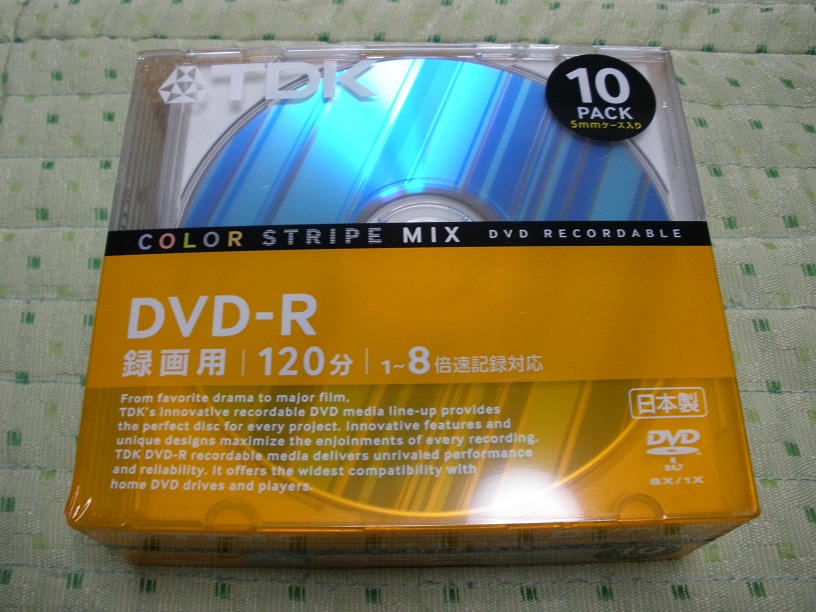 TDK
10
PACK
5mmケース入り
COLOR STRIPE MIX DVD RECORDABLE
DVD-R
録画用 120分 1~8倍速記録対応
From favorite drama to major film,
TDK's innovative recordable DVD media line-up provides
the perfect disc for every project. Innovative features and
unique designs maximize the enjoinments of every recording.
TDK DVD-R recordable media delivers unrivaled performance
and reliability. It offers the widest compatibility with
home DVD drives and players.
日本製
DVD
R
R4.7
8X/1X